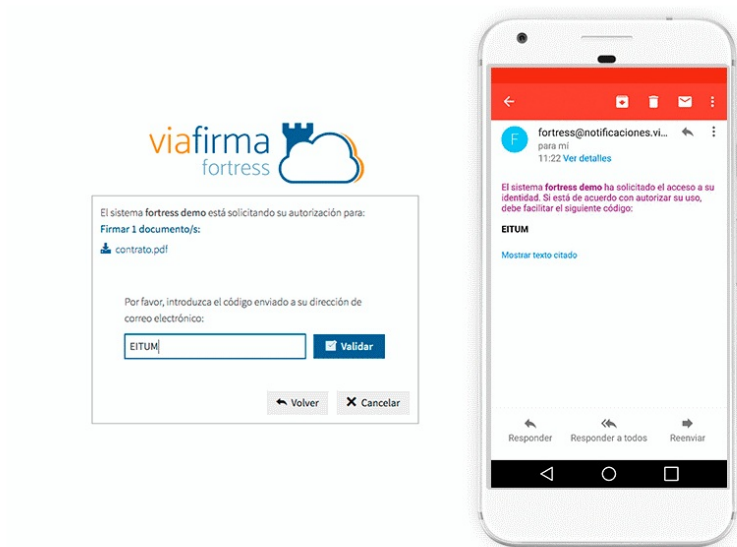 viafirma
fortress
El sistema fortress demo está solicitando su autorización para:
Firmar 1 documento/s:
contrato.pdf
Por favor, introduzca el código enviado a su dirección de
correo electrónico:
EITUM
Validar
Volver
Cancelar
F
fortress@notificaciones.vi...
para mí
11:22 Ver detalles
El sistema fortress demo ha solicitado el acceso a su
identidad. Si está de acuerdo con autorizar su uso,
debe facilitar el siguiente código:
EITUM
Mostrar texto citado
Responder
Responder a todos
Reenviar